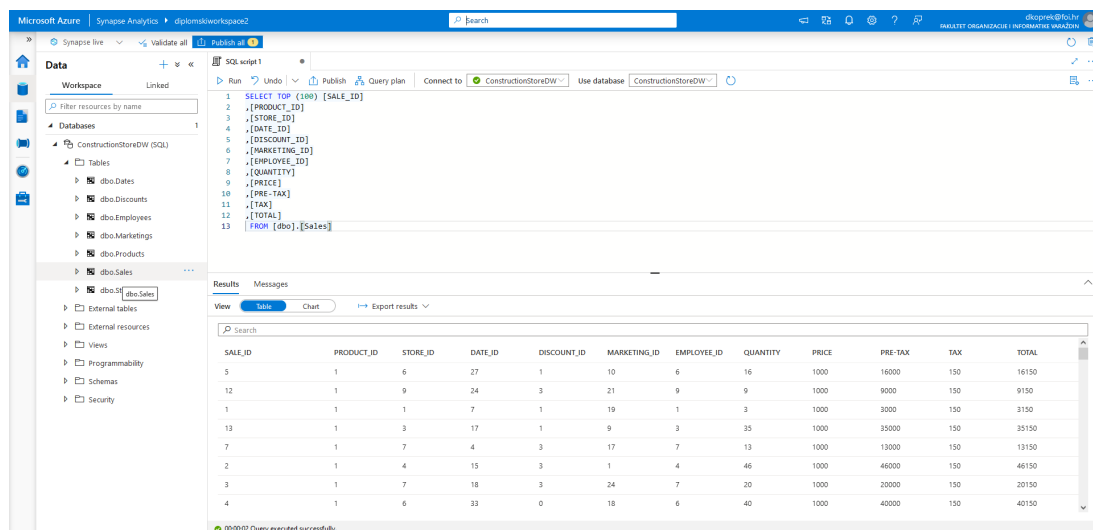 Microsoft Azure | Synapse Analytics ▸ diplomskiworkspace2
Search
dkoprek@foi.hr
FAKULTET ORGANIZACIJE I INFORMATIKE VARAŽDIN
Synapse live Validate all Publish all 1
Data
Workspace Linked
Filter resources by name
Databases 1
ConstructionStoreDW (SQL)
Tables
dbo.Dates
dbo.Discounts
dbo.Employees
dbo.Marketings
dbo.Products
dbo.Sales
dbo.St
dbo.Sales
External tables
External resources
Views
Programmability
Schemas
Security
SQL script 1
Run Undo Publish Query plan Connect to ConstructionStoreDW Use database ConstructionStoreDW
1 SELECT TOP (100) [SALE_ID]
2 ,[PRODUCT_ID]
3 ,[STORE_ID]
4 ,[DATE_ID]
5 ,[DISCOUNT_ID]
6 ,[MARKETING_ID]
7 ,[EMPLOYEE_ID]
8 ,[QUANTITY]
9 ,[PRICE]
10 ,[PRE-TAX]
11 ,[TAX]
12 ,[TOTAL]
13 FROM [dbo].[Sales]
Results Messages
View Table Chart Export results
Search
SALE_ID PRODUCT_ID STORE_ID DATE_ID DISCOUNT_ID MARKETING_ID EMPLOYEE_ID QUANTITY PRICE PRE-TAX TAX TOTAL
5 1 6 27 1 10 6 16 1000 16000 150 16150
12 1 9 24 3 21 9 9 1000 9000 150 9150
1 1 1 7 1 19 1 3 1000 3000 150 3150
13 1 3 17 1 9 3 35 1000 35000 150 35150
7 1 7 4 3 17 7 13 1000 13000 150 13150
2 1 4 15 3 1 4 46 1000 46000 150 46150
3 1 7 18 3 24 7 20 1000 20000 150 20150
4 1 6 33 0 18 6 40 1000 40000 150 40150
00:00:02 Query executed successfully.